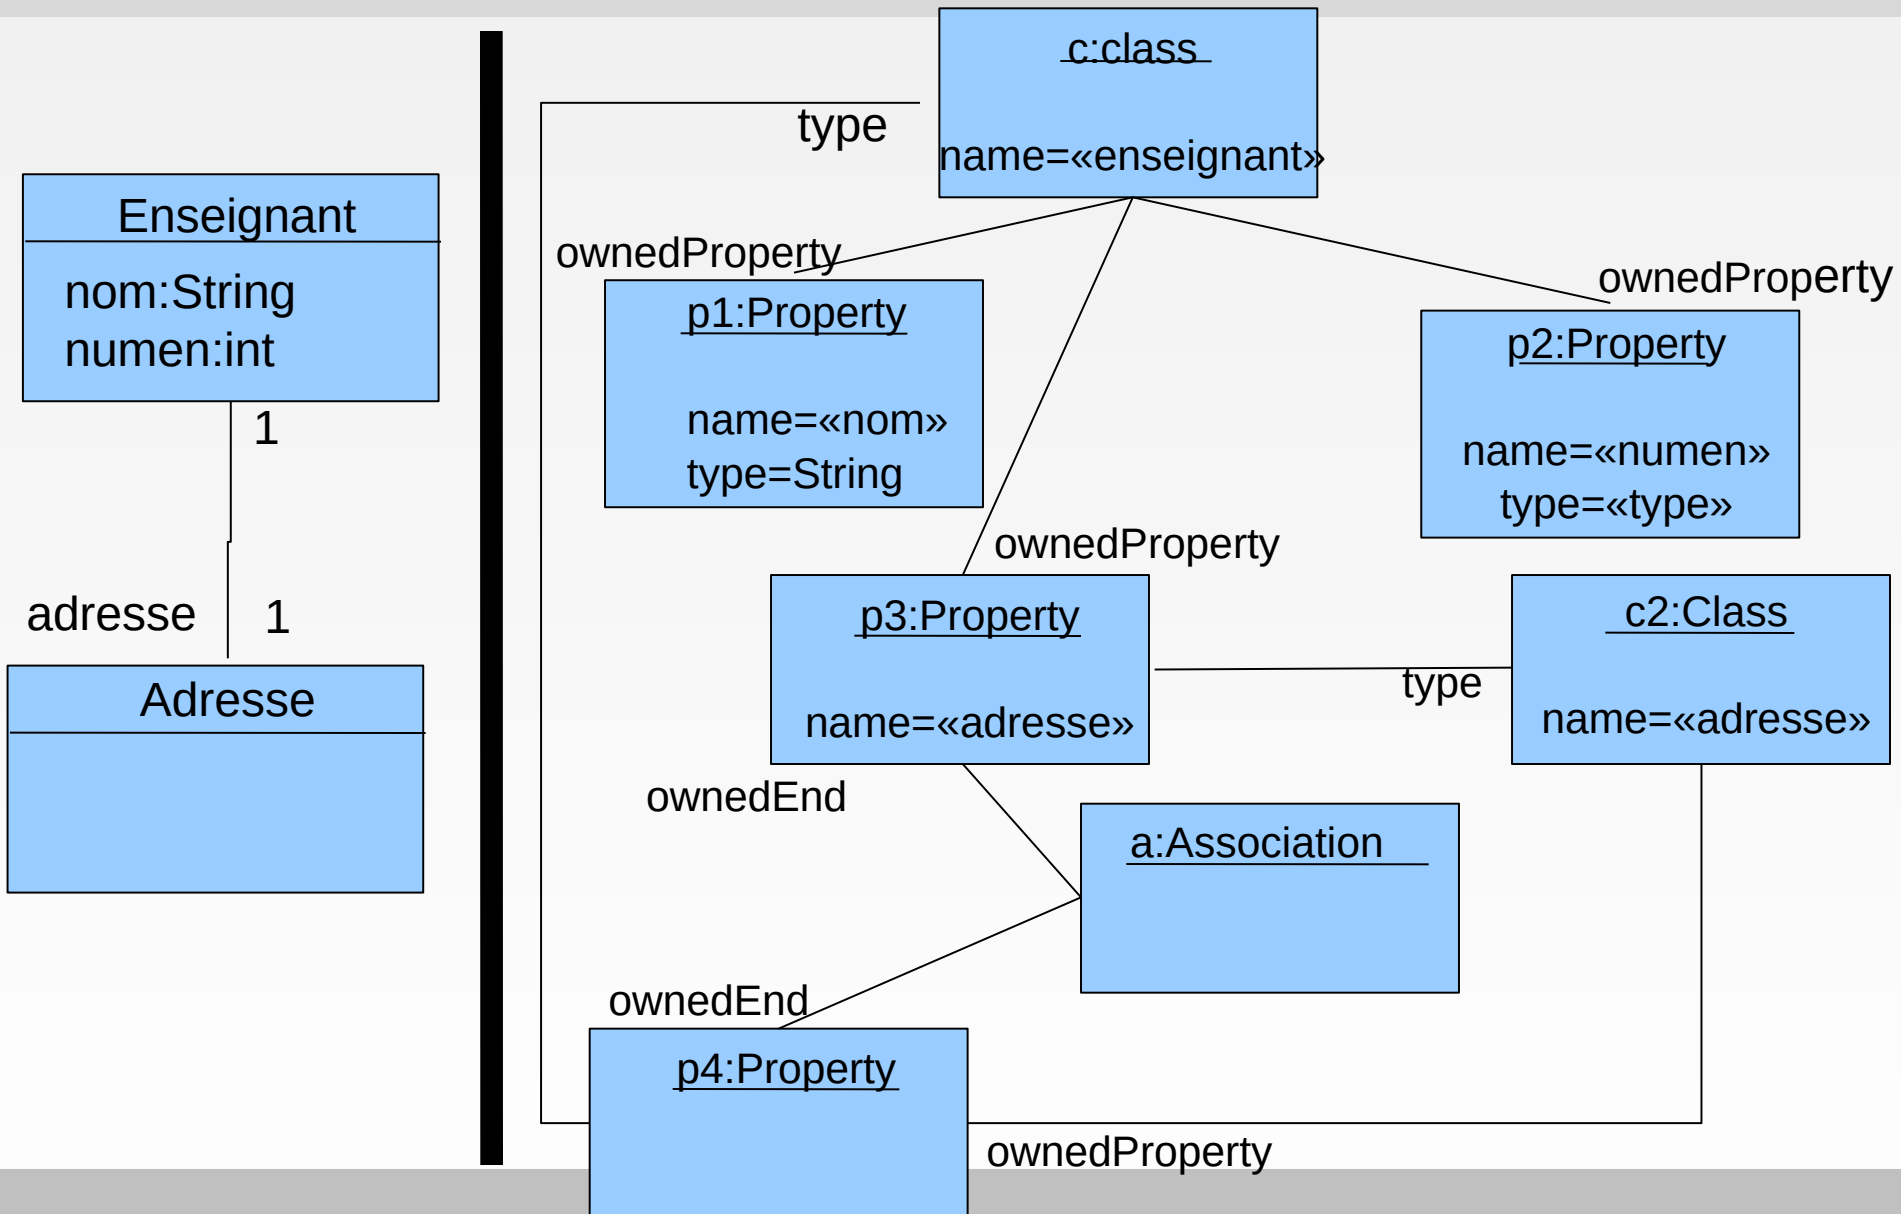 Enseignant
nom:String
numen:int
1
adresse
1
Adresse
c:class
name=«enseignant»
type
ownedProperty
p1:Property
name=«nom»
type=String
ownedProperty
p2:Property
name=«numen»
type=«type»
ownedProperty
p3:Property
name=«adresse»
type
c2:Class
name=«adresse»
ownedEnd
a:Association
ownedEnd
p4:Property
ownedProperty